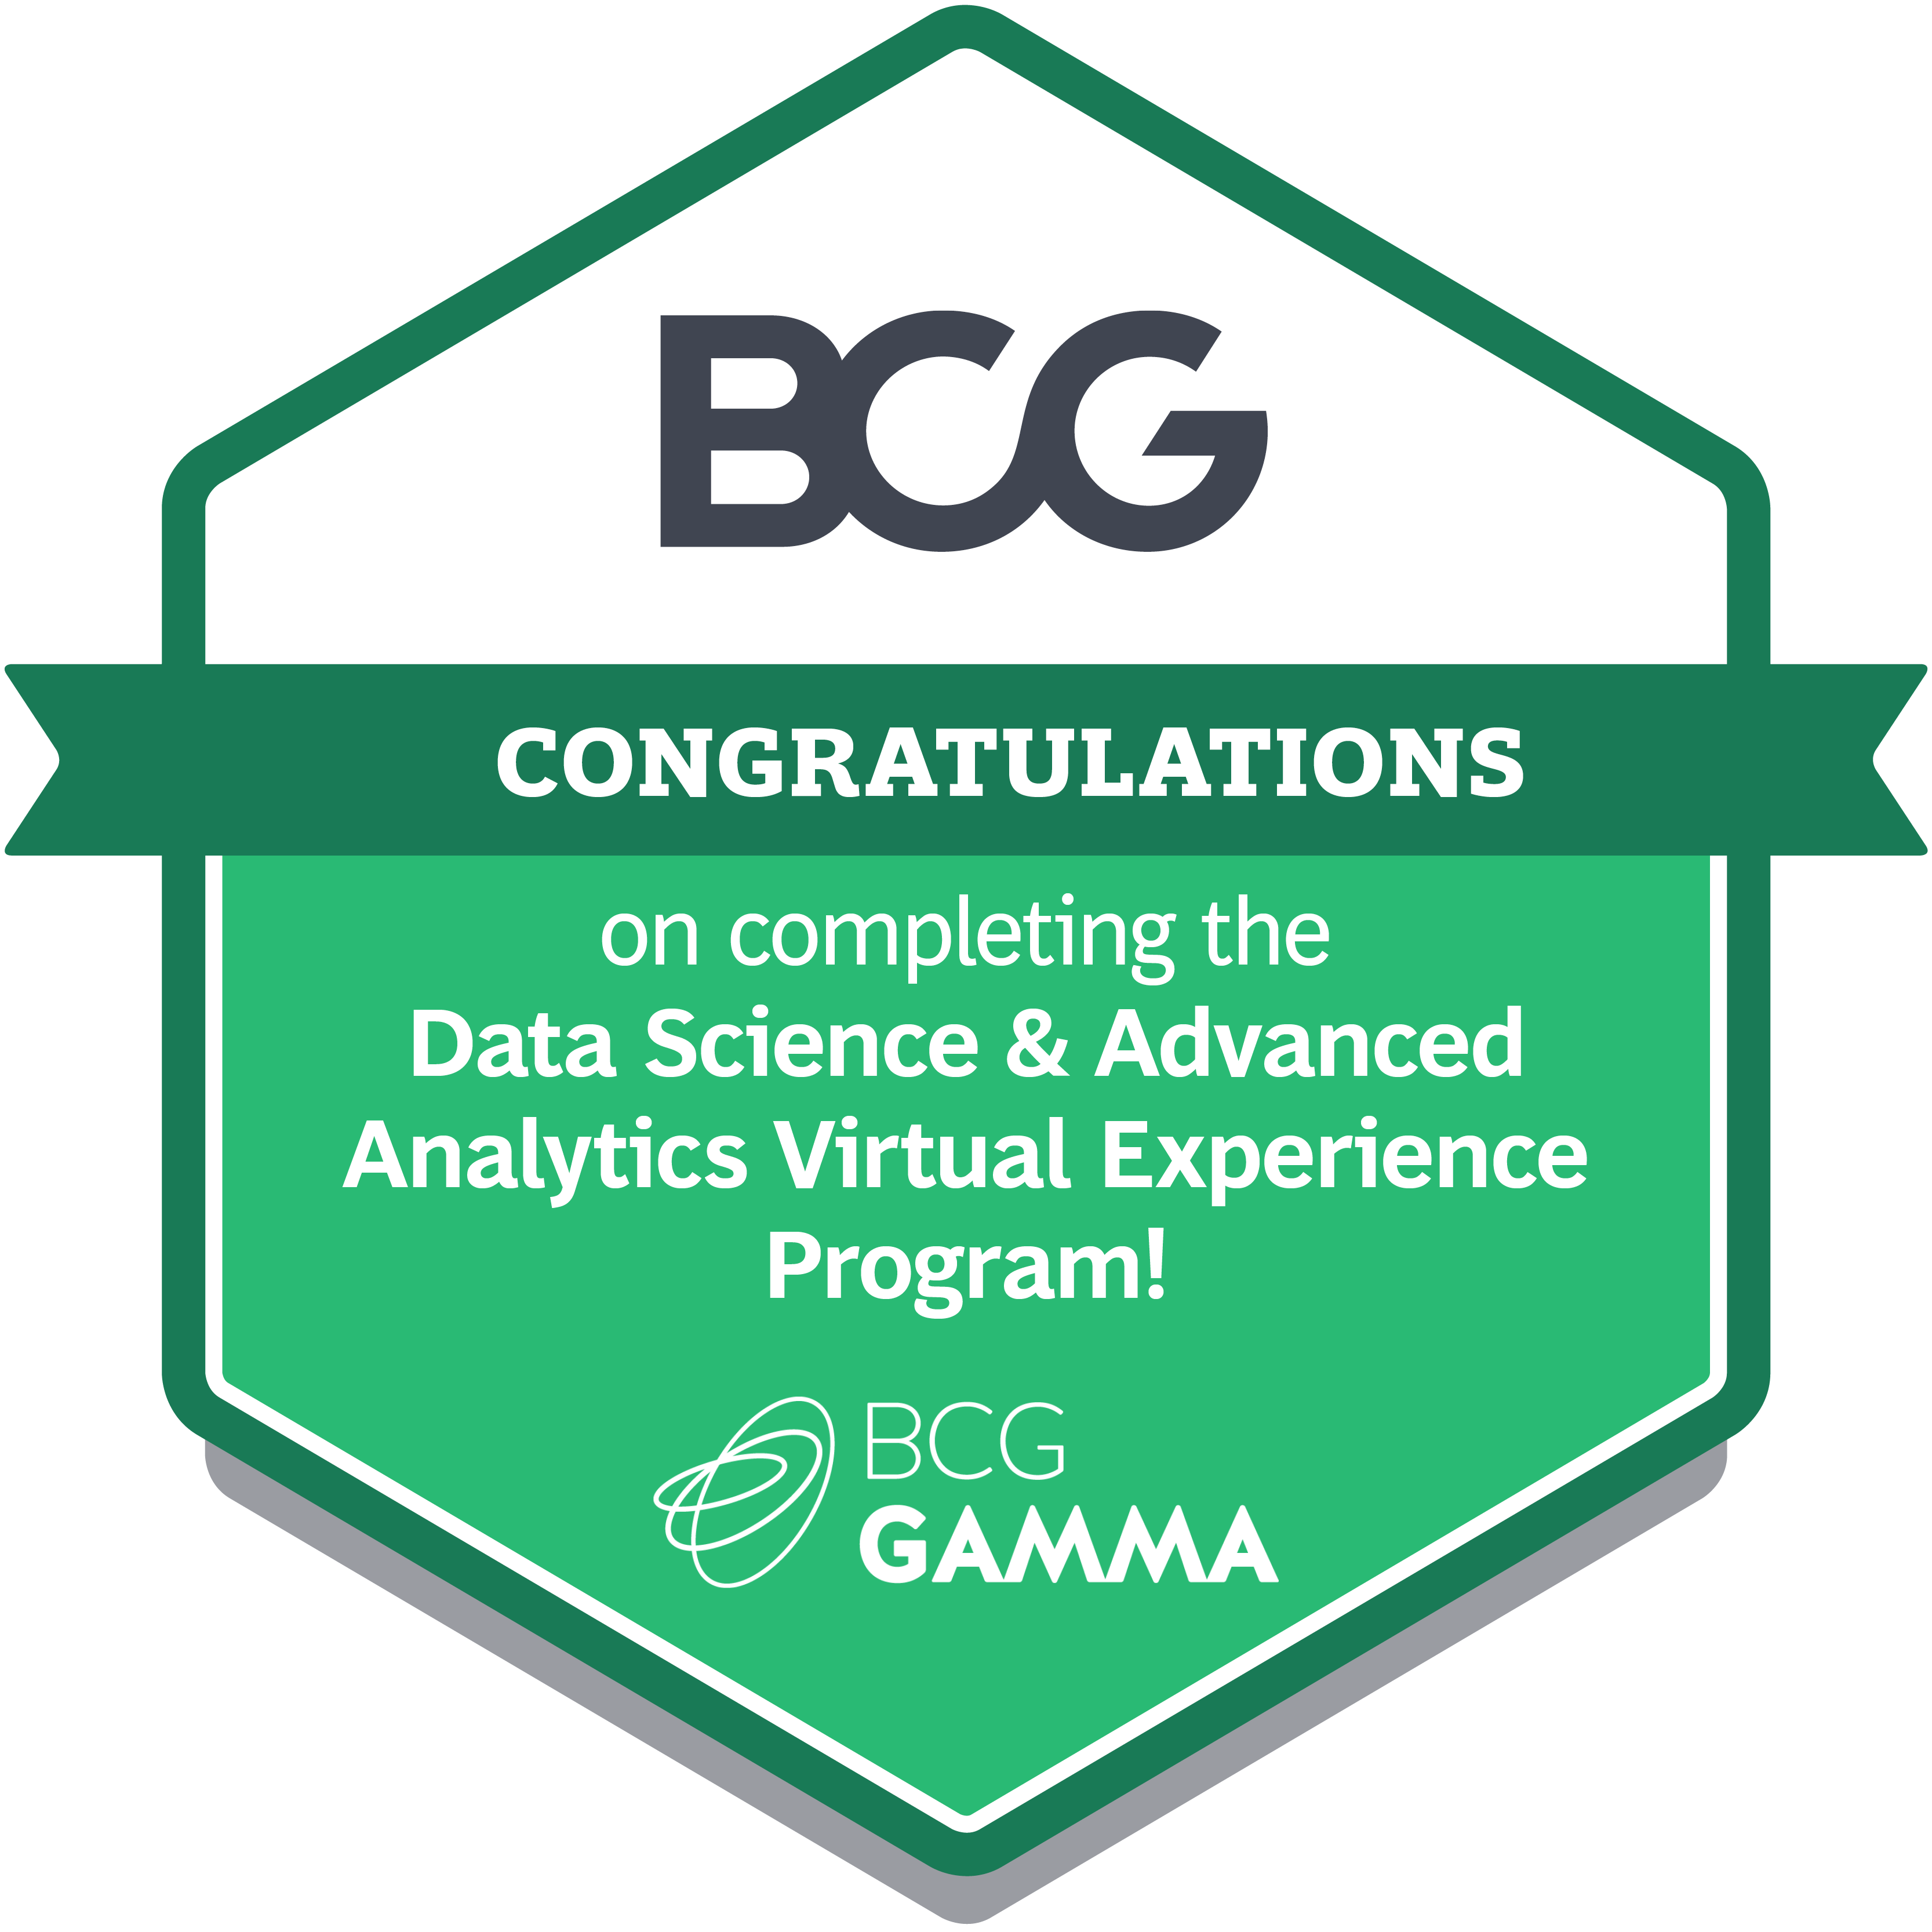 BCG
CONGRATULATIONS
on completing the
Data Science & Advanced
Analytics Virtual Experience
Program!
BCG
GAMMA